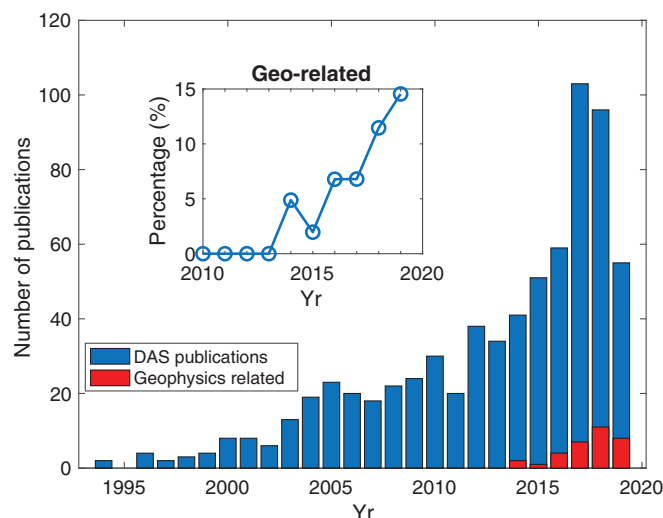 120
100
80
60
40
20
0
Number of publications
1995
2000
2005
2010
2015
2020
Yr
Geo-related
15
10
5
0
Percentage (%)
2010
2015
2020
Yr
DAS publications
Geophysics related